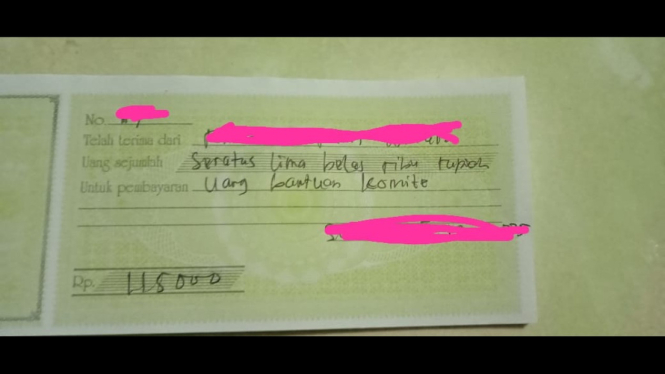 No.
Telah terima dari
Uang sejumlah Seratus lima belas ribu rupiah
Untuk pembayaran Uang bantuan komite
Rp. 115000